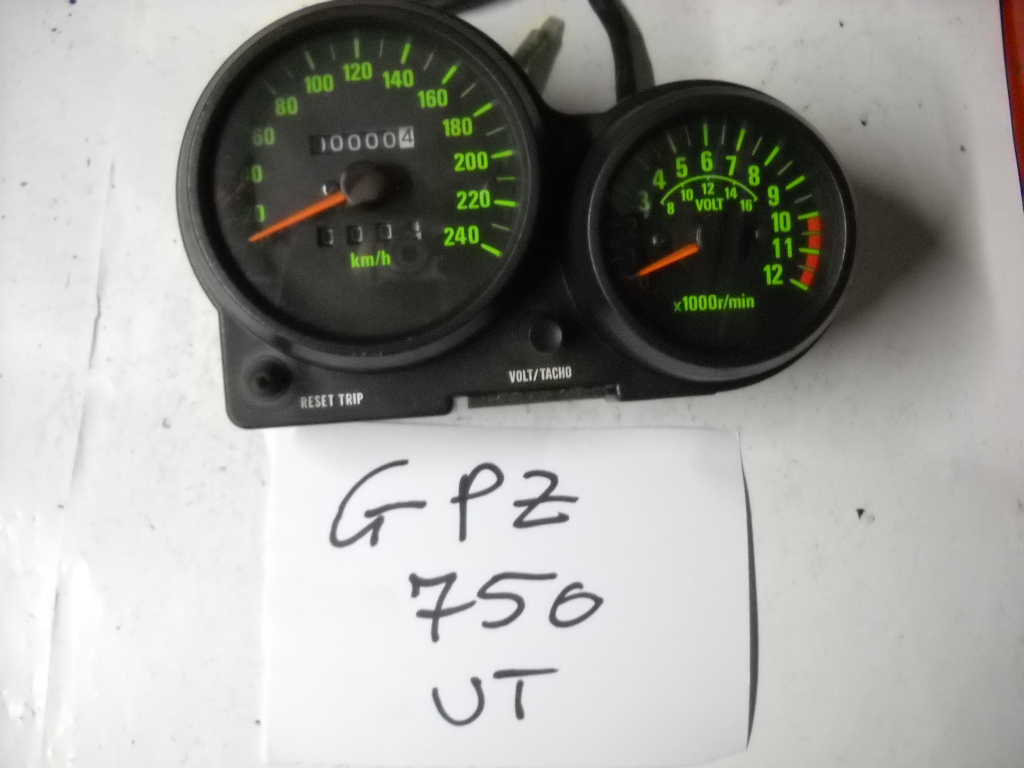 80 100 120 140 160 180 200 220 240
60
00004
km/h
3 4 5 6 7 8 9 10 11 12
8 10 12 14 16
VOLT
x1000r/min
VOLT/TACHO
RESET TRIP
GPZ
750
UT